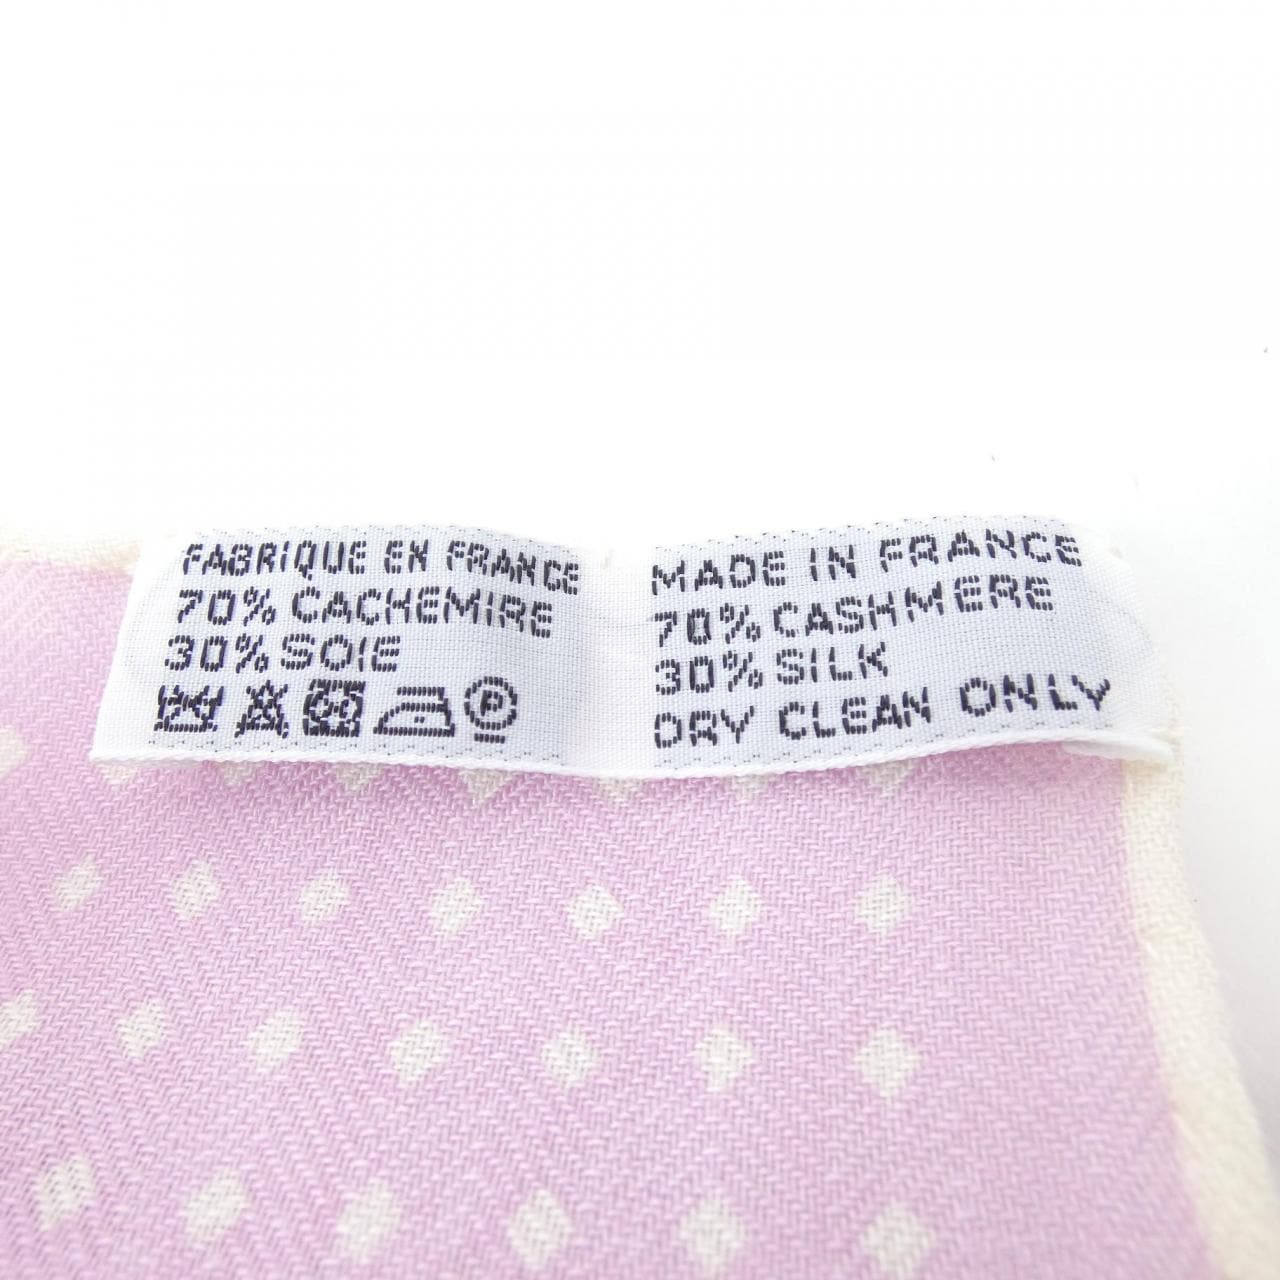 FABRIQUE EN FRANCE
70% CACHEMIRE
30% SOIE
P
MADE IN FRANCE
70% CASHMERE
30% SILK
DRY CLEAN ONLY